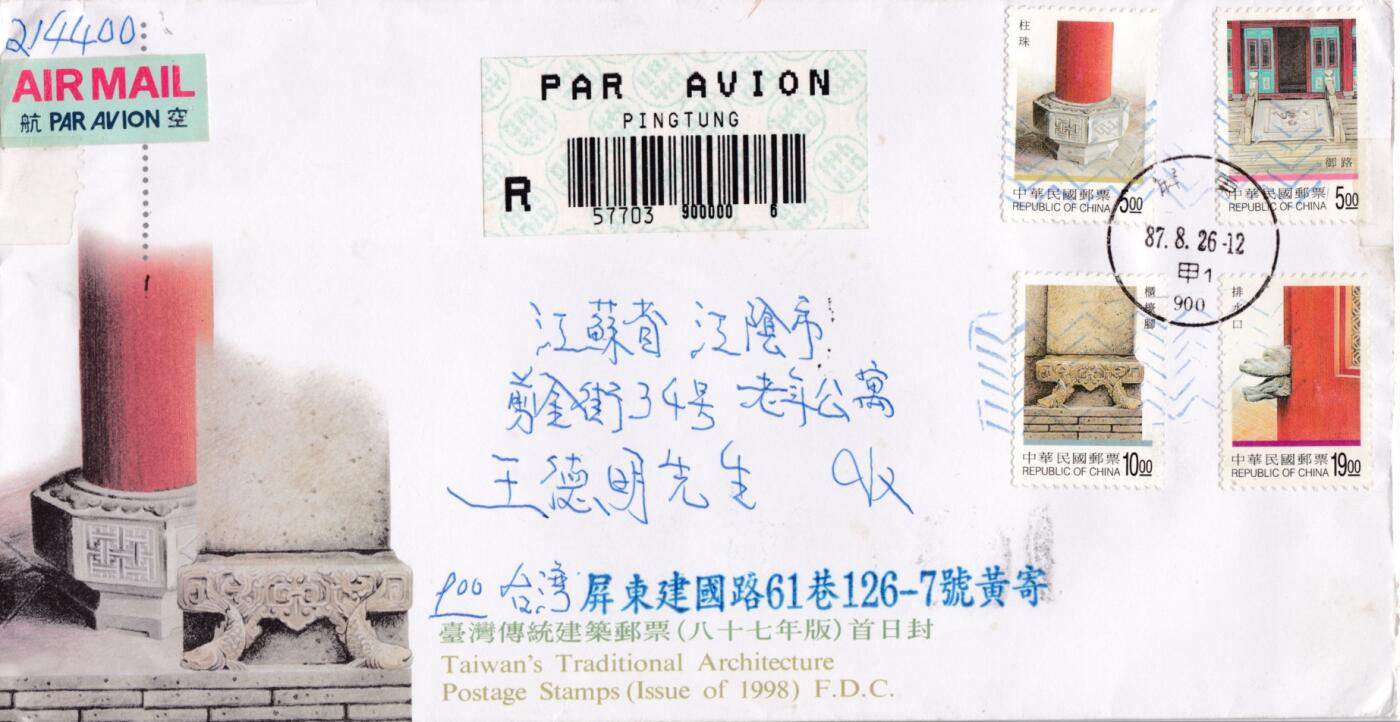 214400
AIR MAIL
航 PAR AVION 空
PAR AVION
PINGTUNG
R
57703 900000 6
柱珠
中華民國郵票
REPUBLIC OF CHINA 5.00
御路
中華民國郵票
REPUBLIC OF CHINA 5.00
屏
87.8.26-12
甲1
900
櫃檯腳
中華民國郵票
REPUBLIC OF CHINA 10.00
排水口
中華民國郵票
REPUBLIC OF CHINA 19.00
江蘇省 江陰市
剪金街34号 老年公寓
王德明先生 收
900 台湾 屏東建國路61巷126-7號黃寄
臺灣傳統建築郵票(八十七年版)首日封
Taiwan's Traditional Architecture
Postage Stamps (Issue of 1998) F.D.C.